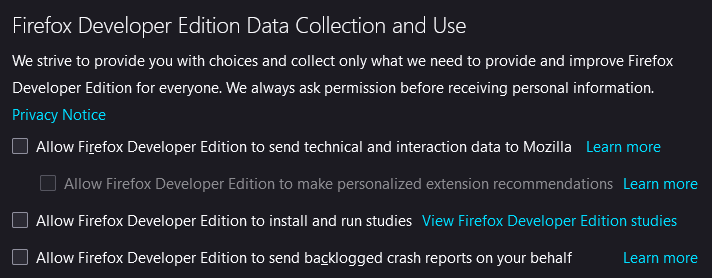 Firefox Developer Edition Data Collection and Use
We strive to provide you with choices and collect only what we need to provide and improve Firefox
Developer Edition for everyone. We always ask permission before receiving personal information.
Privacy Notice
Allow Firefox Developer Edition to send technical and interaction data to Mozilla Learn more
Allow Firefox Developer Edition to make personalized extension recommendations Learn more
Allow Firefox Developer Edition to install and run studies View Firefox Developer Edition studies
Allow Firefox Developer Edition to send backlogged crash reports on your behalf Learn more